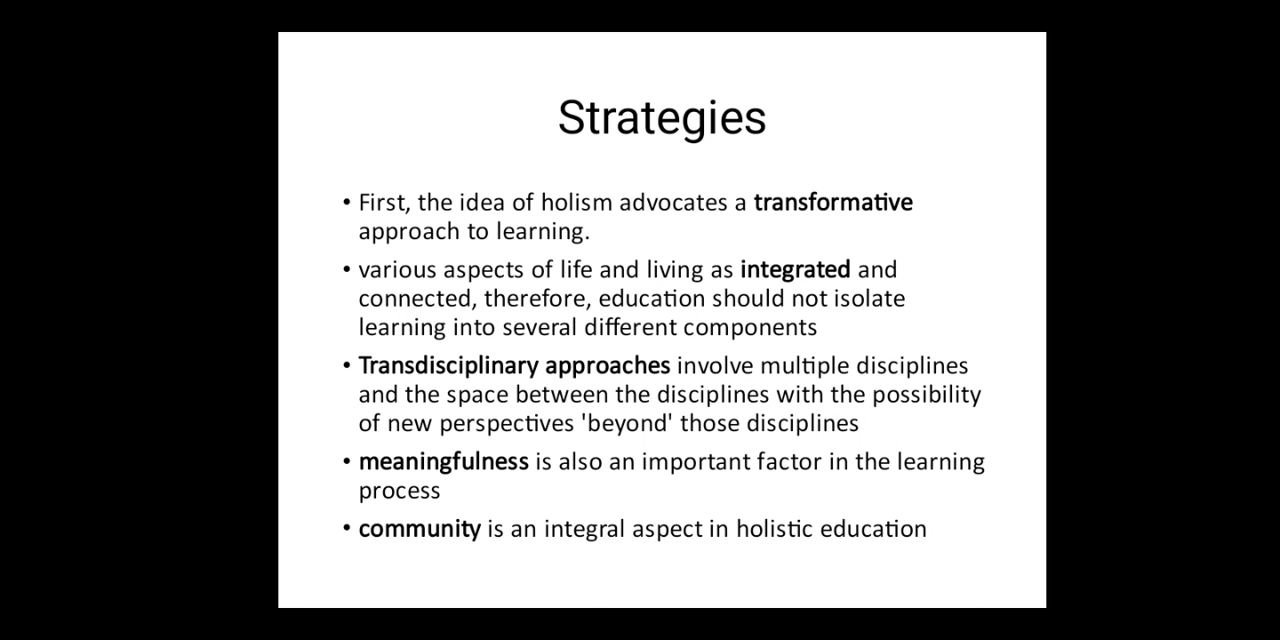 Strategies
• First, the idea of holism advocates a transformative
approach to learning.
• various aspects of life and living as integrated and
connected, therefore, education should not isolate
learning into several different components
• Transdisciplinary approaches involve multiple disciplines
and the space between the disciplines with the possibility
of new perspectives 'beyond' those disciplines
• meaningfulness is also an important factor in the learning
process
• community is an integral aspect in holistic education